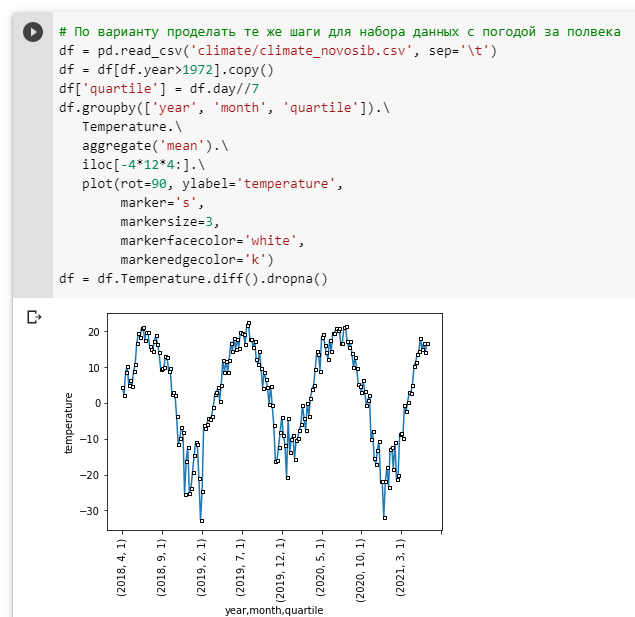 # По варианту проделать те же шаги для набора данных с погодой за полвека
df = pd.read_csv('climate/climate_novosib.csv', sep='\t')
df = df[df.year>1972].copy()
df['quartile'] = df.day//7
df.groupby(['year', 'month', 'quartile']).\
   Temperature.\
   aggregate('mean').\
   iloc[-4*12*4:].\
   plot(rot=90, ylabel='temperature',
        marker='s',
        markersize=3,
        markerfacecolor='white',
        markeredgecolor='k')
df = df.Temperature.diff().dropna()
20
10
0
−10
−20
−30
temperature
(2018, 4, 1)
(2018, 9, 1)
(2019, 2, 1)
(2019, 7, 1)
(2019, 12, 1)
(2020, 5, 1)
(2020, 10, 1)
(2021, 3, 1)
year,month,quartile